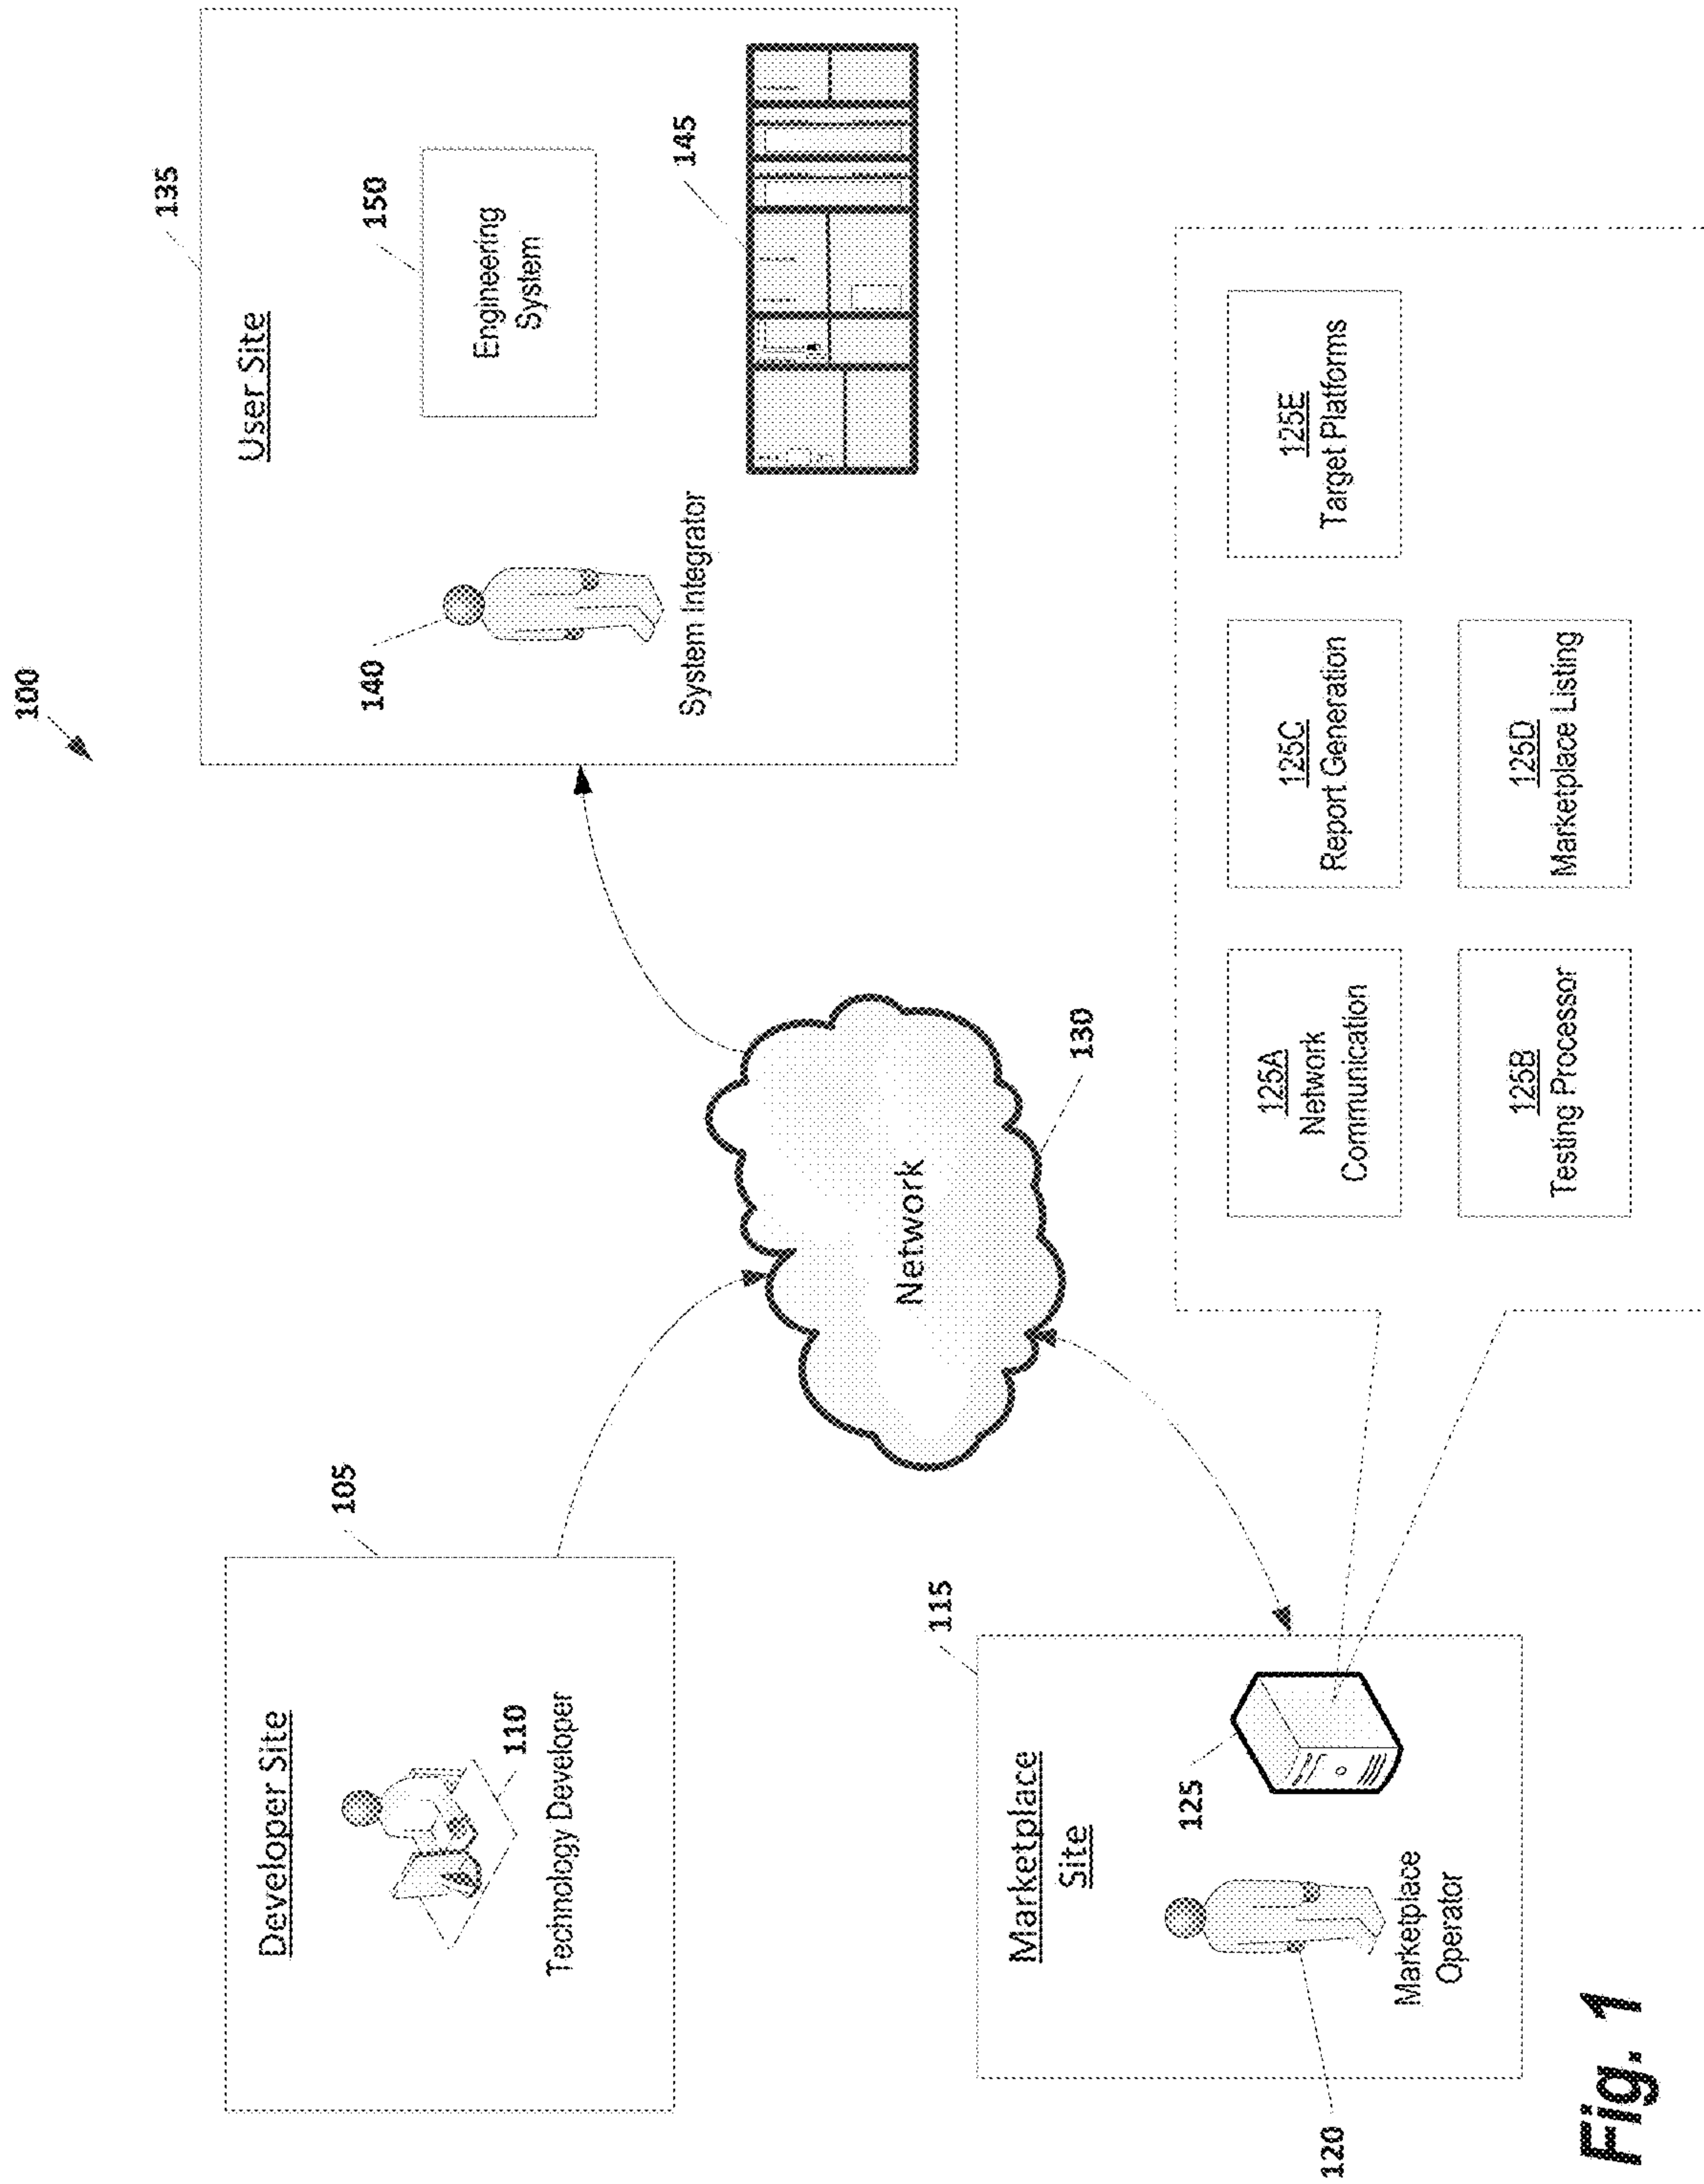 100
Developer Site
105
110
Technology Developer
User Site
135
140
System Integrator
Engineering
System
150
145
Network
130
Marketplace
Site
115
120
Marketplace
Operator
125
125A
Network
Communication
125B
Testing Processor
125C
Report Generation
125D
Marketplace Listing
125E
Target Platforms
Fig. 1